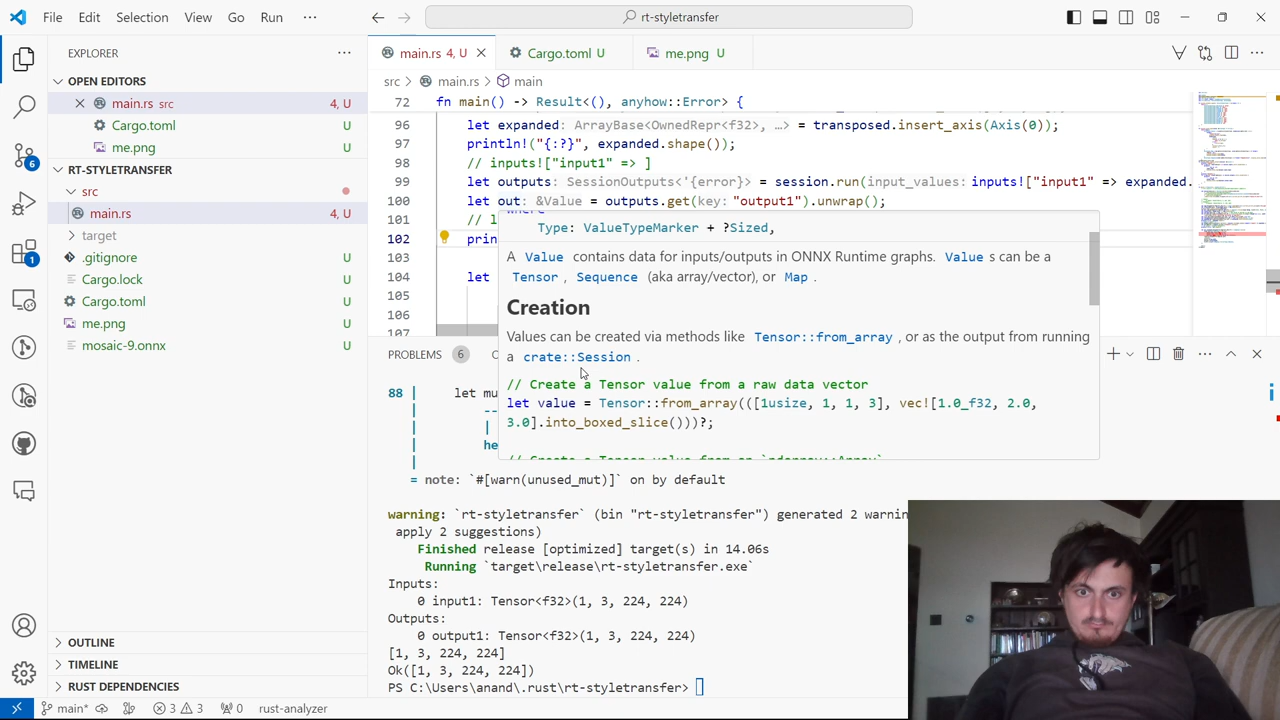 File Edit Selection View Go Run ··· rt-styletransfer
EXPLORER
OPEN EDITORS
main.rs src 4, U
Cargo.toml U
me.png U
RT-STYLETRANSFER
src
main.rs 4, U
target
.gitignore U
Cargo.lock U
Cargo.toml U
me.png U
mosaic-9.onnx U
OUTLINE
TIMELINE
RUST DEPENDENCIES
6
1
main.rs 4, U
Cargo.toml U
me.png U
src > main.rs > main
72 fn main() -> Result<(), anyhow::Error> {
96 let expanded: ArrayBase<OwnedRepr<f32>, …> = transposed.insert_axis(Axis(0));
97 println!("{:?}", expanded.shape());
98 // inputs!["input1" => ]
99 let outputs: SessionOutputs<'{error}> = session.run(input_values: inputs!["input1" => expanded.
100 let out: Value = outputs.get(key: "output1").unwrap();
101 // l
102 prin
103
104 let
105
106
107
where
Type: ValueTypeMarker + ?Sized,
A Value contains data for inputs/outputs in ONNX Runtime graphs. Value s can be a
Tensor , Sequence (aka array/vector), or Map .
Creation
Values can be created via methods like Tensor::from_array , or as the output from running
a crate::Session .
// Create a Tensor value from a raw data vector
let value = Tensor::from_array(([1usize, 1, 1, 3], vec![1.0_f32, 2.0,
3.0].into_boxed_slice()))?;
// Create a Tensor value from an `ndarray::Array`
PROBLEMS 6
88 | let mu
| --
| |
| he
|
= note: `#[warn(unused_mut)]` on by default
warning: `rt-styletransfer` (bin "rt-styletransfer") generated 2 warnin
apply 2 suggestions)
Finished release [optimized] target(s) in 14.06s
Running `target\release\rt-styletransfer.exe`
Inputs:
0 input1: Tensor<f32>(1, 3, 224, 224)
Outputs:
0 output1: Tensor<f32>(1, 3, 224, 224)
[1, 3, 224, 224]
Ok([1, 3, 224, 224])
PS C:\Users\anand\.rust\rt-styletransfer>
main* 3 3 0 rust-analyzer